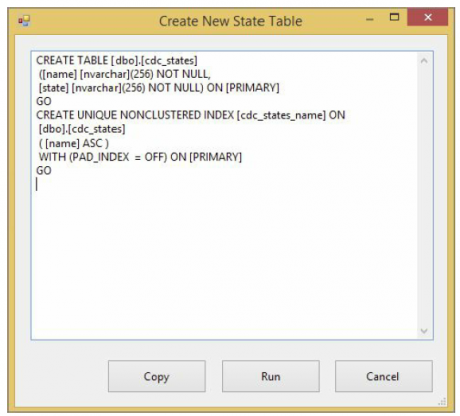 Create New State Table
CREATE TABLE [dbo].[cdc_states]
([name] [nvarchar](256) NOT NULL,
[state] [nvarchar](256) NOT NULL) ON [PRIMARY]
GO
CREATE UNIQUE NONCLUSTERED INDEX [cdc_states_name] ON
[dbo].[cdc_states]
( [name] ASC )
WITH (PAD_INDEX = OFF) ON [PRIMARY]
GO
Copy Run Cancel